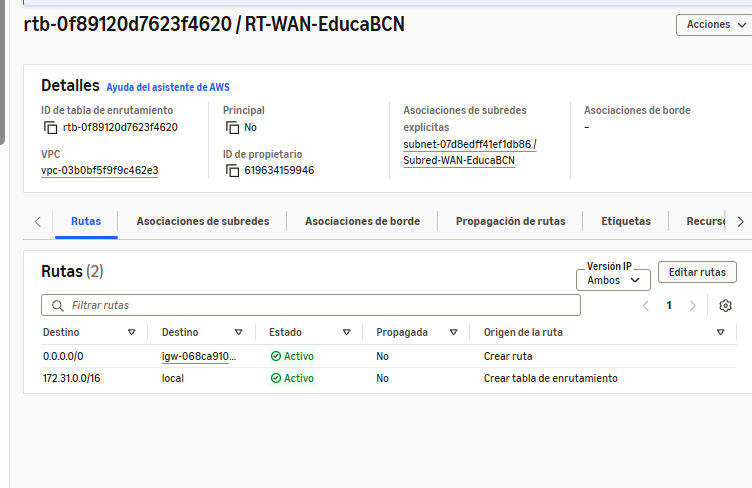 rtb-0f89120d7623f4620 / RT-WAN-EducaBCN
Acciones
Detalles Ayuda del asistente de AWS
ID de tabla de enrutamiento
rtb-0f89120d7623f4620
Principal
No
Asociaciones de subredes explícitas
subnet-07d8edff41ef1db86 /
Subred-WAN-EducaBCN
Asociaciones de borde
–
VPC
vpc-03b0bf5f9f9c462e3
ID de propietario
619634159946
Rutas Asociaciones de subredes Asociaciones de borde Propagación de rutas Etiquetas Recurs
Rutas (2)
Versión IP
Ambos
Editar rutas
Filtrar rutas
1
Destino Destino Estado Propagada Origen de la ruta
0.0.0.0/0 igw-068ca910... Activo No Crear ruta
172.31.0.0/16 local Activo No Crear tabla de enrutamiento